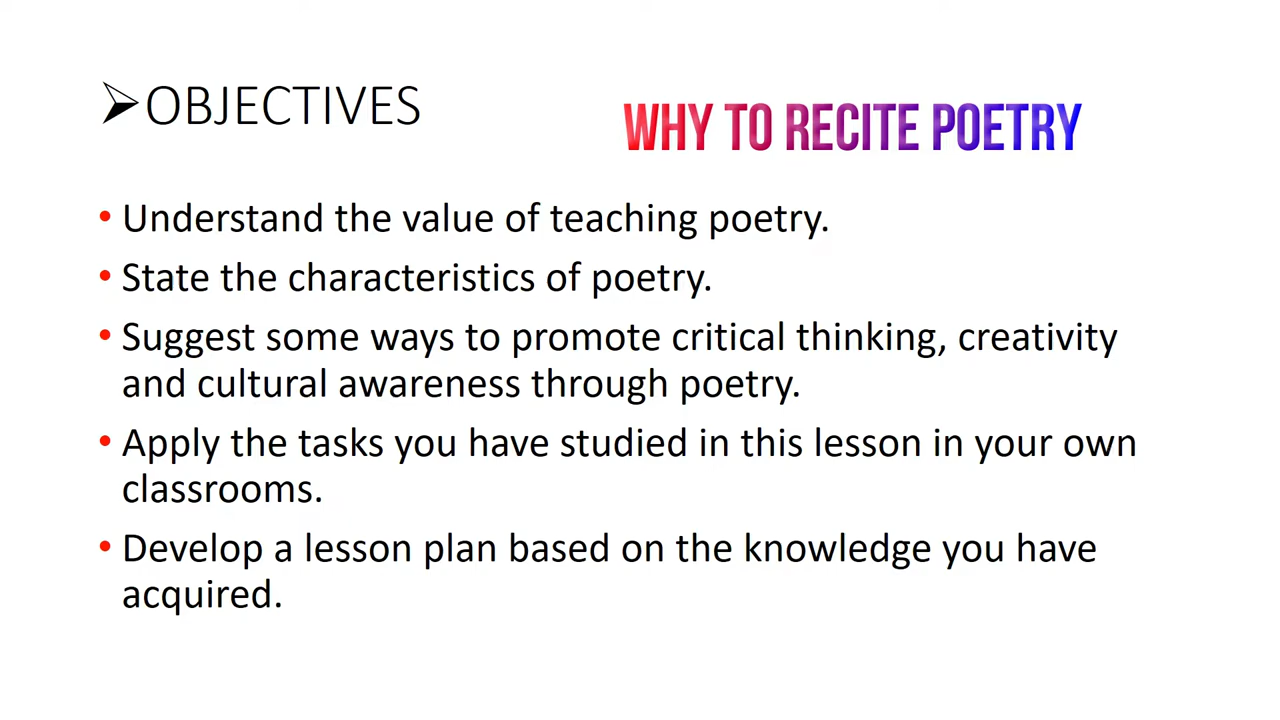 ➢OBJECTIVES
WHY TO RECITE POETRY
• Understand the value of teaching poetry.
• State the characteristics of poetry.
• Suggest some ways to promote critical thinking, creativity
and cultural awareness through poetry.
• Apply the tasks you have studied in this lesson in your own
classrooms.
• Develop a lesson plan based on the knowledge you have
acquired.